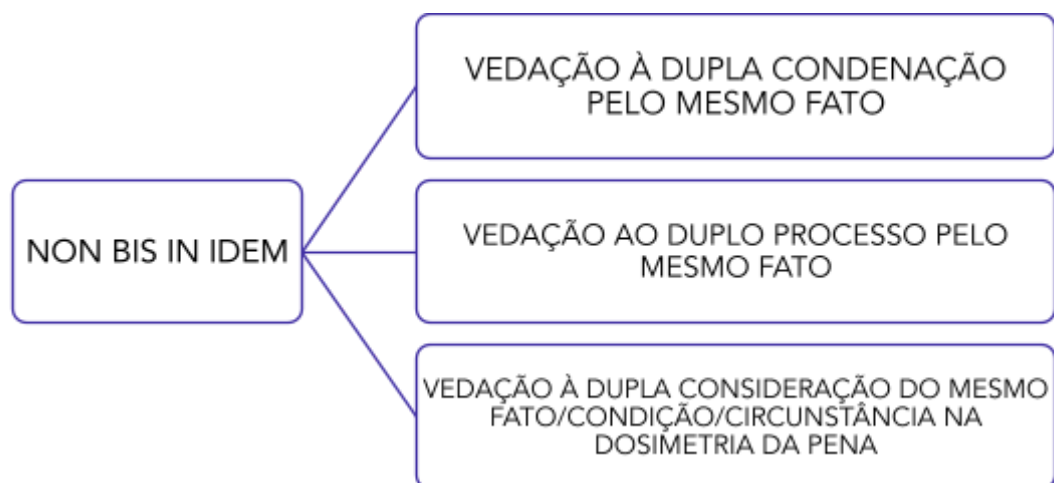 VEDAÇÃO À DUPLA CONDENAÇÃO
PELO MESMO FATO
NON BIS IN IDEM
VEDAÇÃO AO DUPLO PROCESSO PELO
MESMO FATO
VEDAÇÃO À DUPLA CONSIDERAÇÃO DO MESMO
FATO/CONDIÇÃO/CIRCUNSTÂNCIA NA
DOSIMETRIA DA PENA